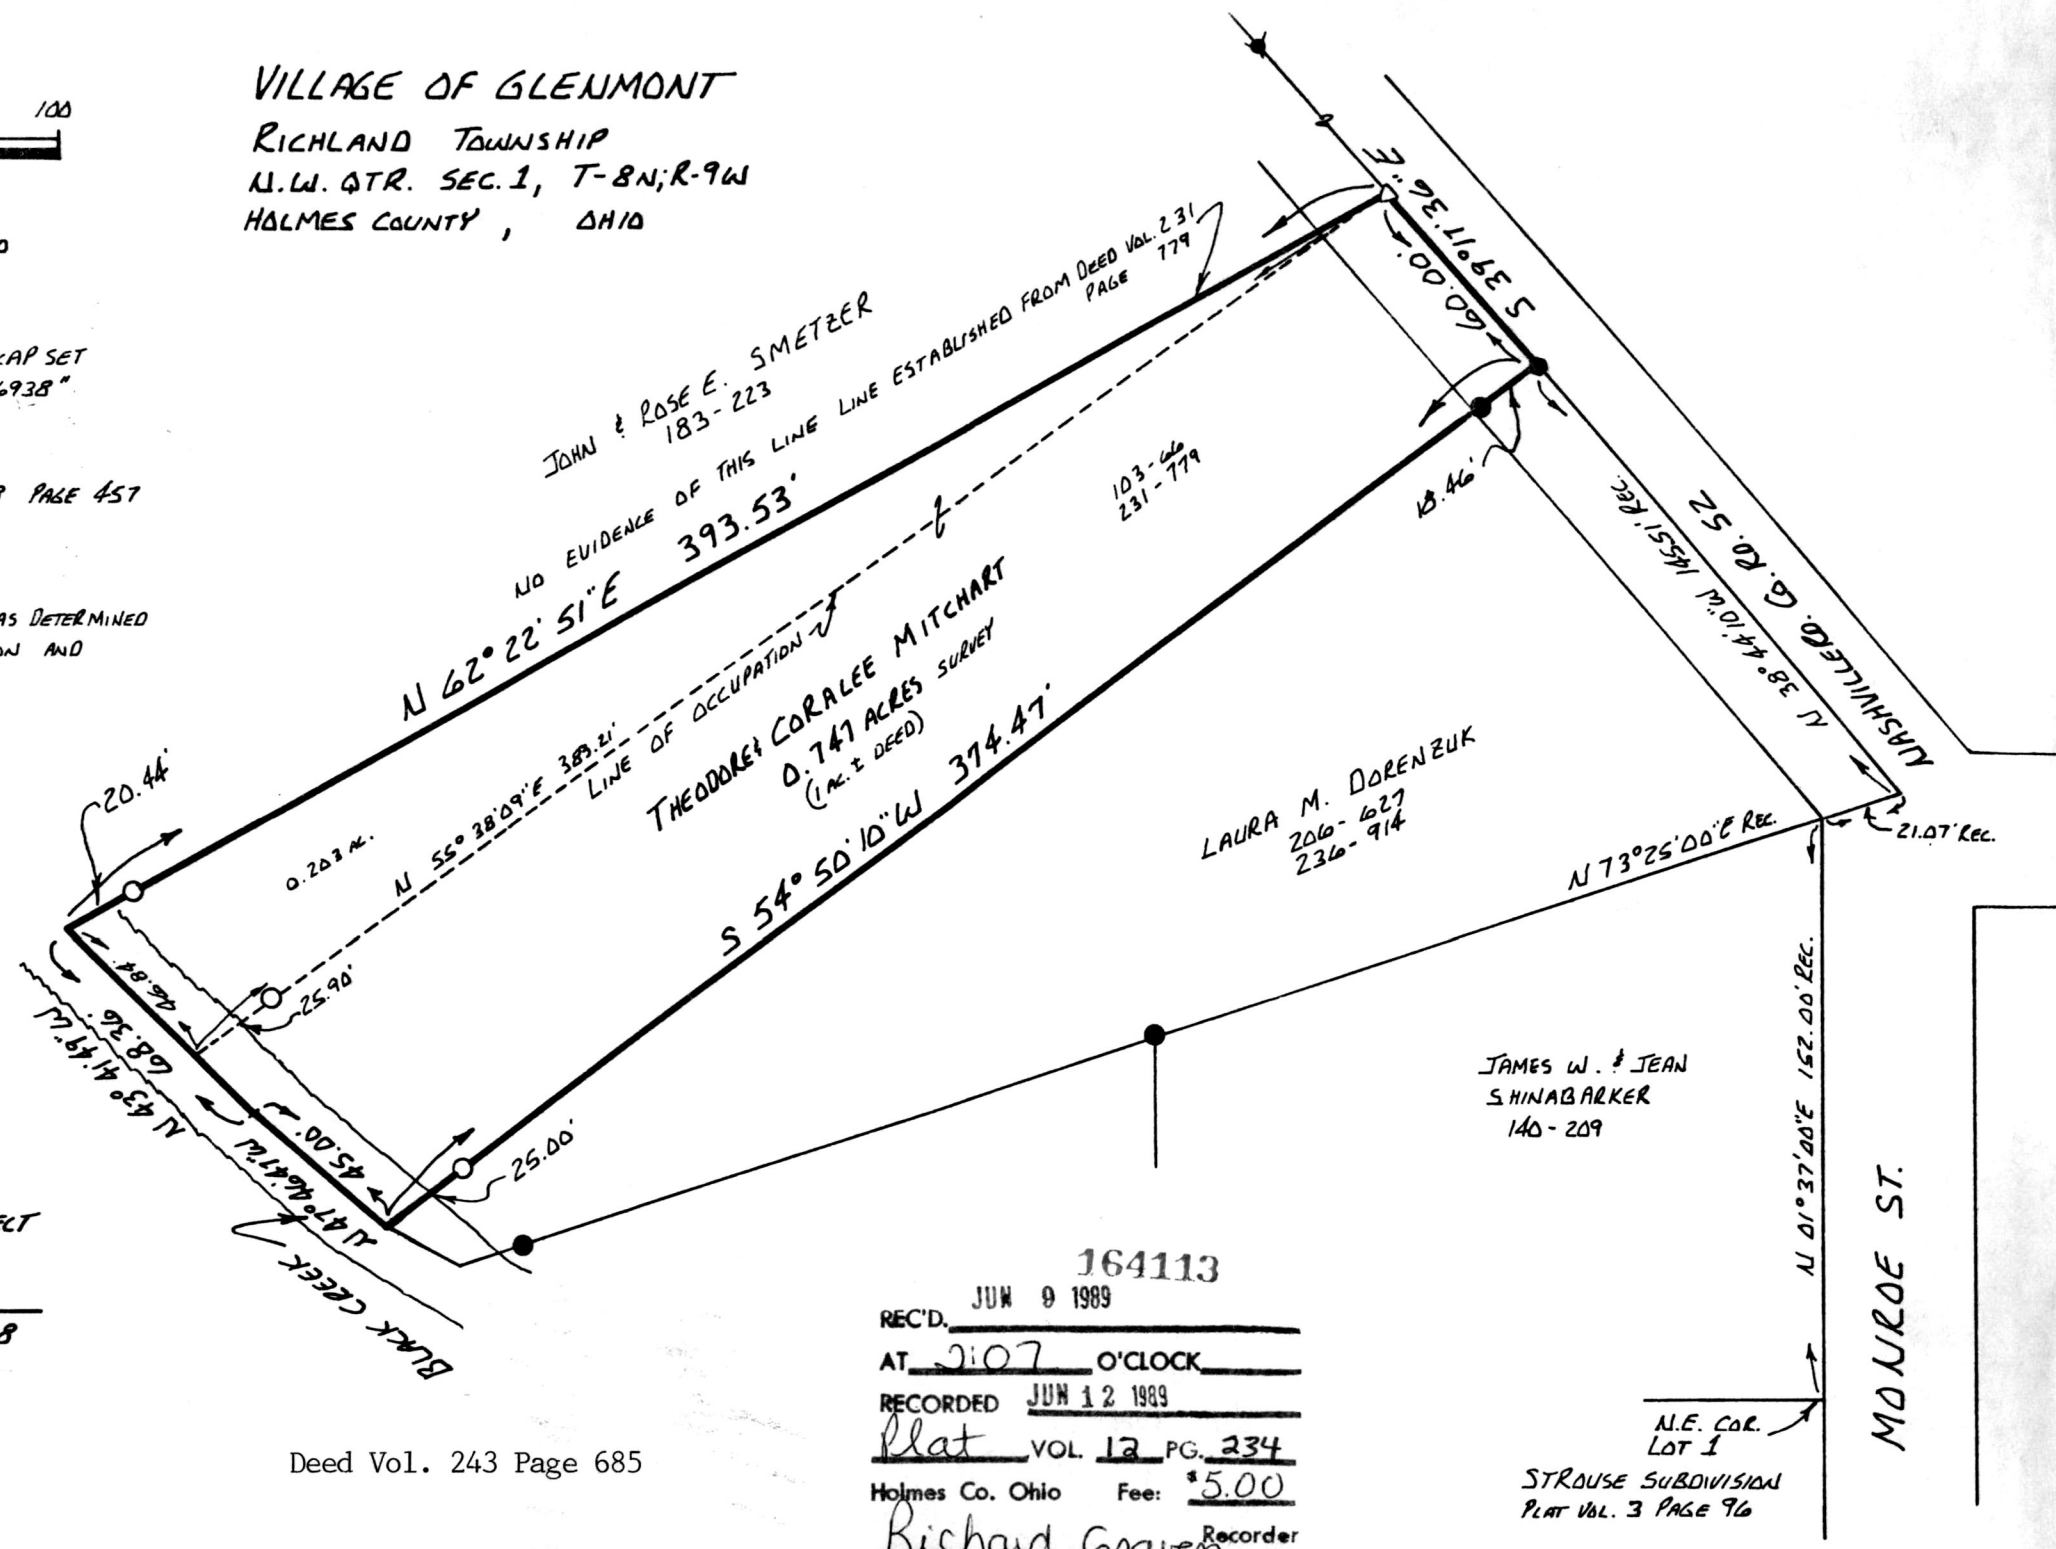 VILLAGE OF GLENMONT
RICHLAND TOWNSHIP
N.W. QTR. SEC. 1, T-8N; R-9W
HOLMES COUNTY, OHIO
100
CAP SET
6938"
PAGE 457
AS DETERMINED
AND
JOHN & ROSE E. SMETZER
183-223
NO EVIDENCE OF THIS LINE LINE ESTABLISHED FROM DEED VOL. 231
PAGE 779
N 62° 22' 51" E 393.53'
S 39° 11' 36" E
60.00'
103-66
231-779
18.46'
LINE OF OCCUPATION
N 55° 38' 09" E 389.21'
THEODORE & CORALEE MITCHART
0.747 ACRES SURVEY
(1 AC. ± DEED)
0.203 AC.
20.44'
S 54° 50' 10" W 374.47'
N 38° 44' 10" W 145.51' REC.
NASHVILLE RD. CO. RD. 52
LAURA M. DORENZUK
206-627
236-914
N 73° 25' 00" E REC.
21.07' REC.
46.84'
68.36'
N 43° 41' 49" W
25.90'
45.00'
N 47° 46' 47" W
25.00'
BLACK CREEK
JAMES W. & JEAN
SHINABARKER
140-209
N 01° 37' 00" E 152.00' REC.
MONROE ST.
N.E. COR.
LOT 1
STROUSE SUBDIVISION
PLAT VOL. 3 PAGE 96
164113
REC'D. JUN 9 1989
AT 2:07 O'CLOCK
RECORDED JUN 12 1989
Plat VOL. 12 PG. 234
Holmes Co. Ohio Fee: $5.00
Richard Graven Recorder
Deed Vol. 243 Page 685